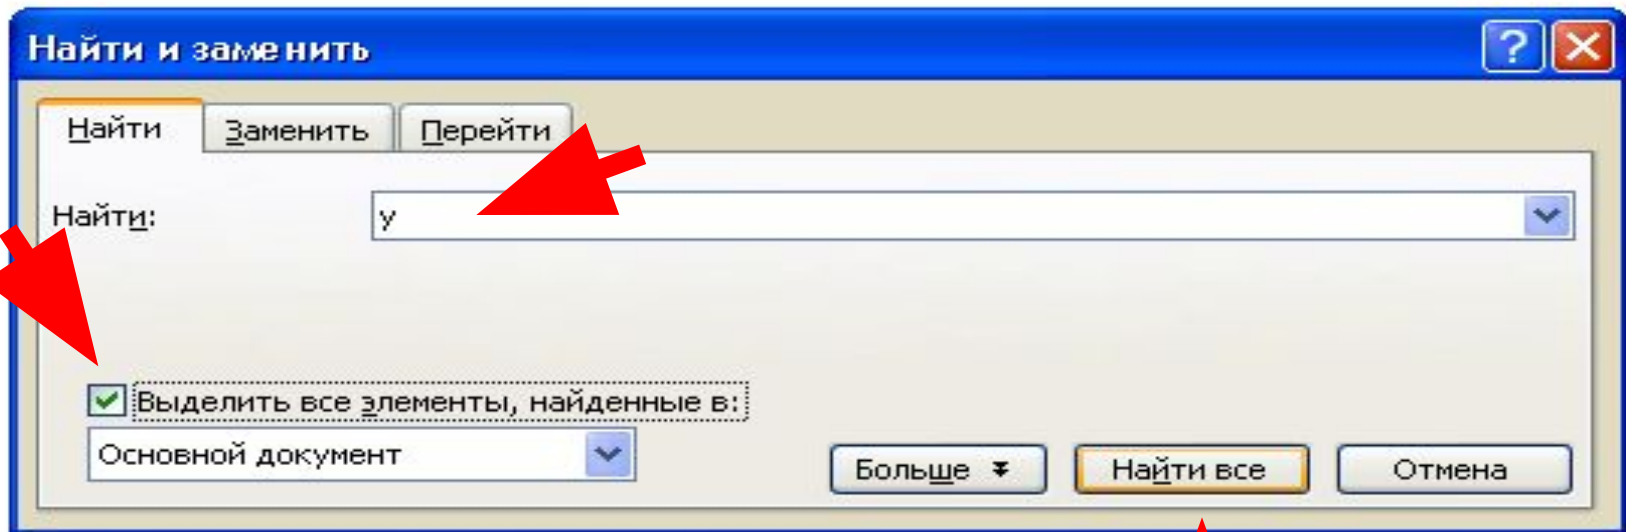 Найти и заменить
Найти Заменить Перейти
Найти: у
Выделить все элементы, найденные в:
Основной документ
Больше Найти все Отмена